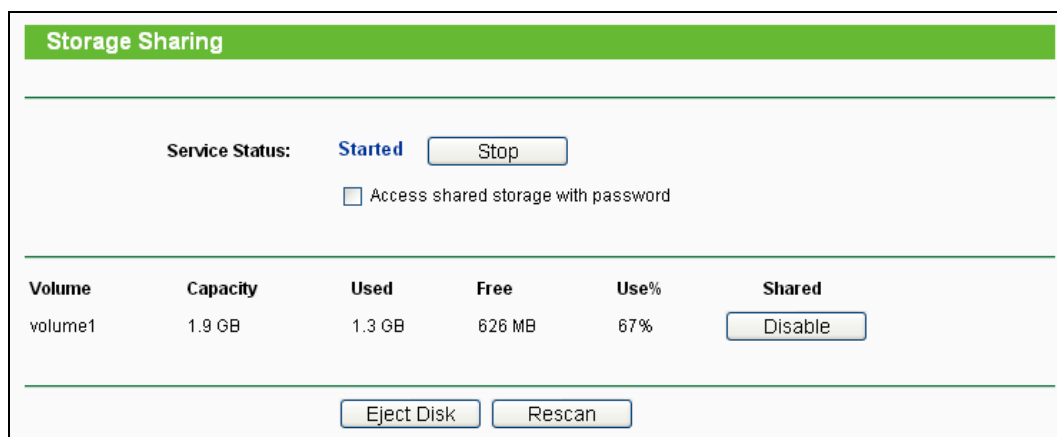 Storage Sharing
Service Status: Started Stop
Access shared storage with password
Volume Capacity Used Free Use% Shared
volume1 1.9 GB 1.3 GB 626 MB 67% Disable
Eject Disk Rescan